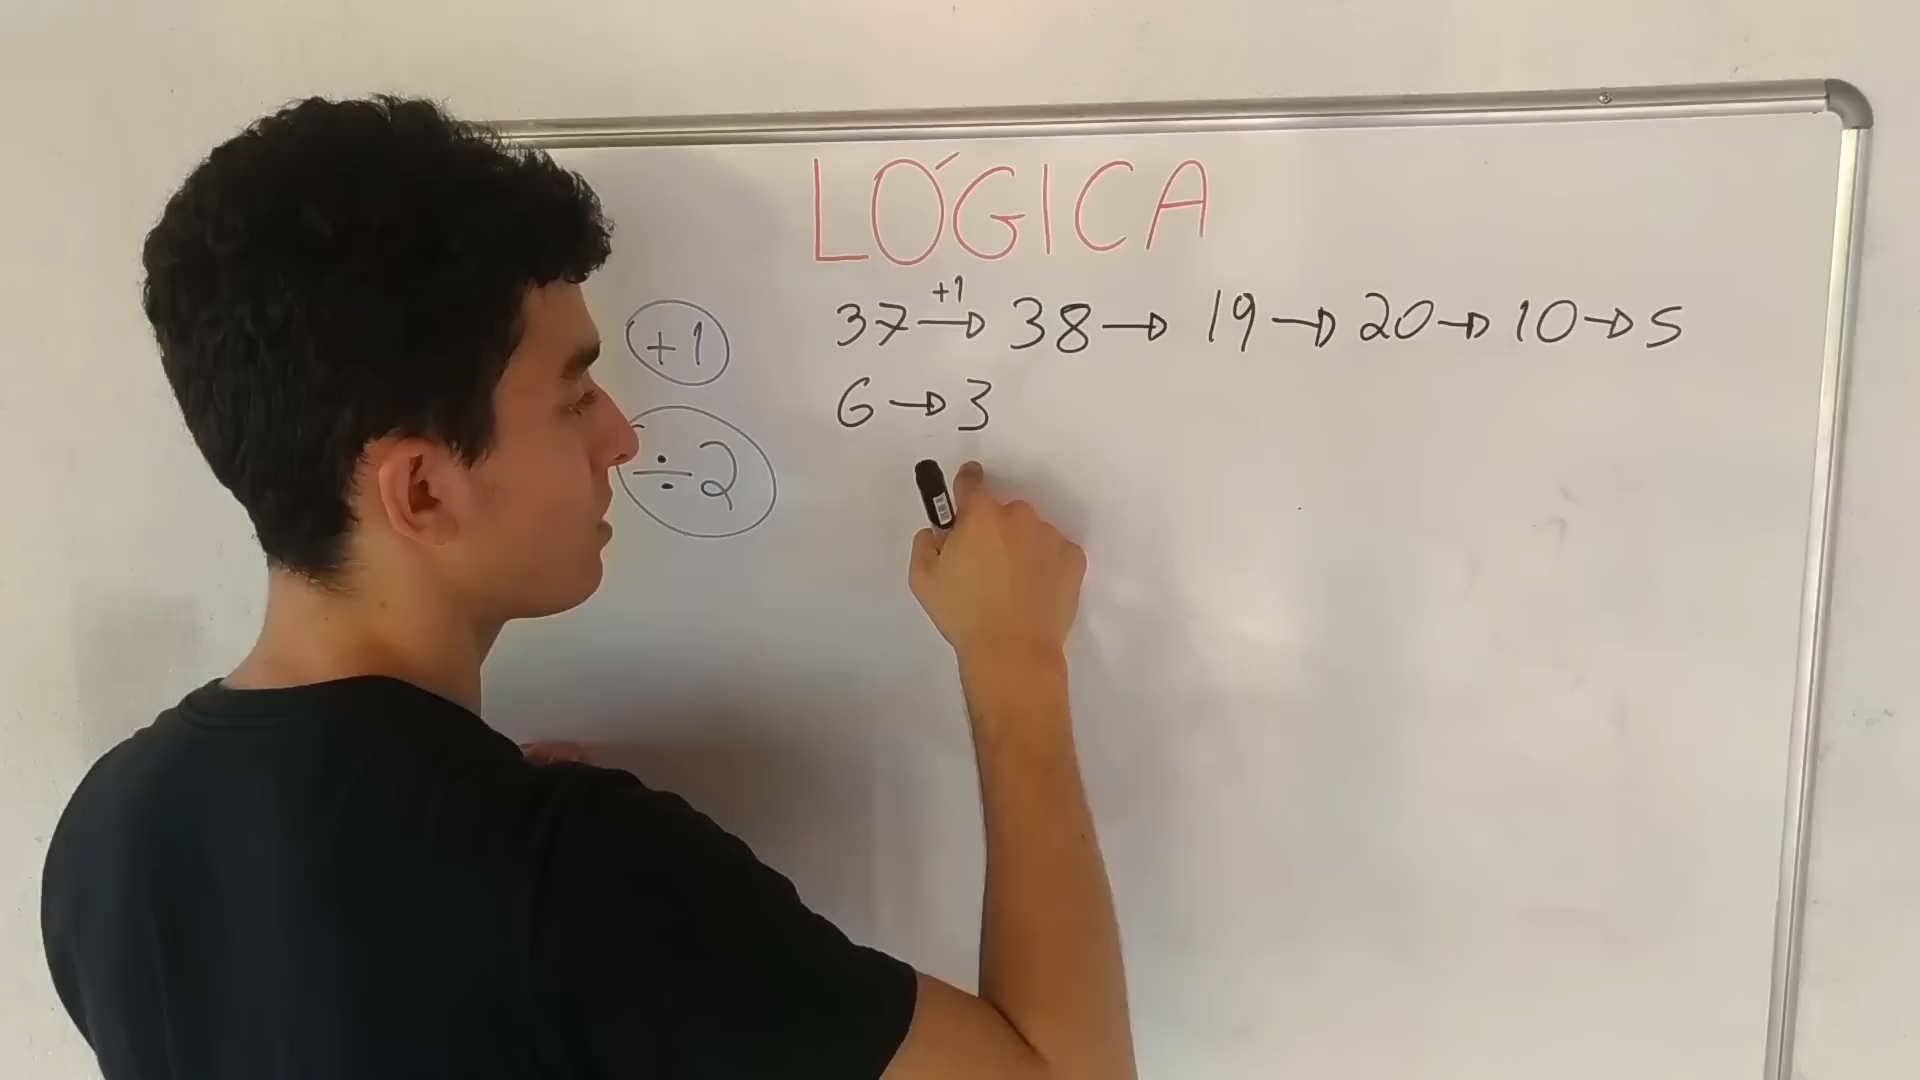 LÓGICA
+1
37 → 38 → 19 → 20 → 10 → 5
6 → 3
+1
÷2